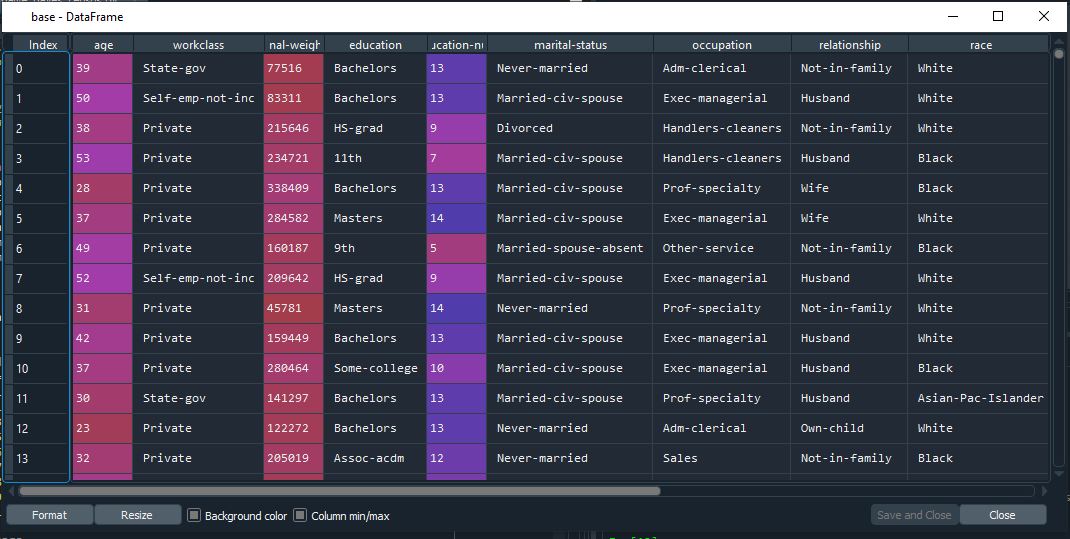 base - DataFrame
Index age workclass nal-weigh education ucation-nu marital-status occupation relationship race
0 39 State-gov 77516 Bachelors 13 Never-married Adm-clerical Not-in-family White
1 50 Self-emp-not-inc 83311 Bachelors 13 Married-civ-spouse Exec-managerial Husband White
2 38 Private 215646 HS-grad 9 Divorced Handlers-cleaners Not-in-family White
3 53 Private 234721 11th 7 Married-civ-spouse Handlers-cleaners Husband Black
4 28 Private 338409 Bachelors 13 Married-civ-spouse Prof-specialty Wife Black
5 37 Private 284582 Masters 14 Married-civ-spouse Exec-managerial Wife White
6 49 Private 160187 9th 5 Married-spouse-absent Other-service Not-in-family Black
7 52 Self-emp-not-inc 209642 HS-grad 9 Married-civ-spouse Exec-managerial Husband White
8 31 Private 45781 Masters 14 Never-married Prof-specialty Not-in-family White
9 42 Private 159449 Bachelors 13 Married-civ-spouse Exec-managerial Husband White
10 37 Private 280464 Some-college 10 Married-civ-spouse Exec-managerial Husband Black
11 30 State-gov 141297 Bachelors 13 Married-civ-spouse Prof-specialty Husband Asian-Pac-Islander
12 23 Private 122272 Bachelors 13 Never-married Adm-clerical Own-child White
13 32 Private 205019 Assoc-acdm 12 Never-married Sales Not-in-family Black
Format Resize Background color Column min/max Save and Close Close